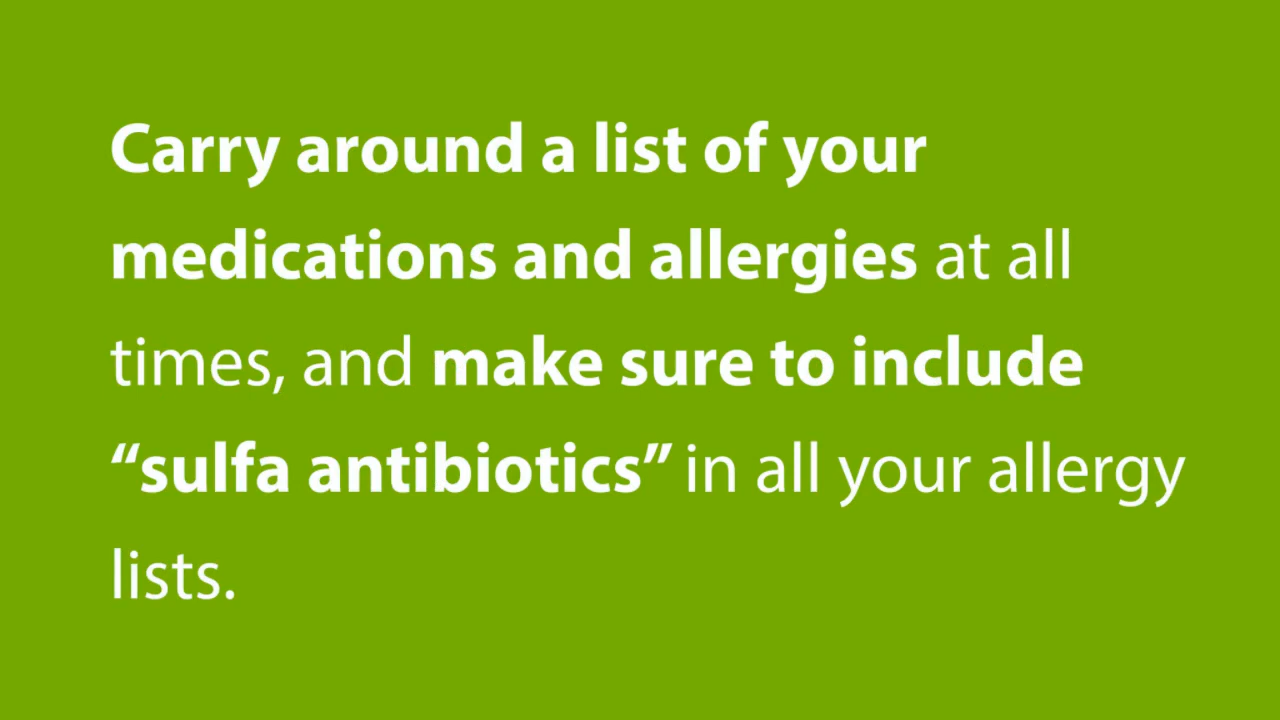 Carry around a list of your
medications and allergies at all
times, and make sure to include
“sulfa antibiotics” in all your allergy
lists.